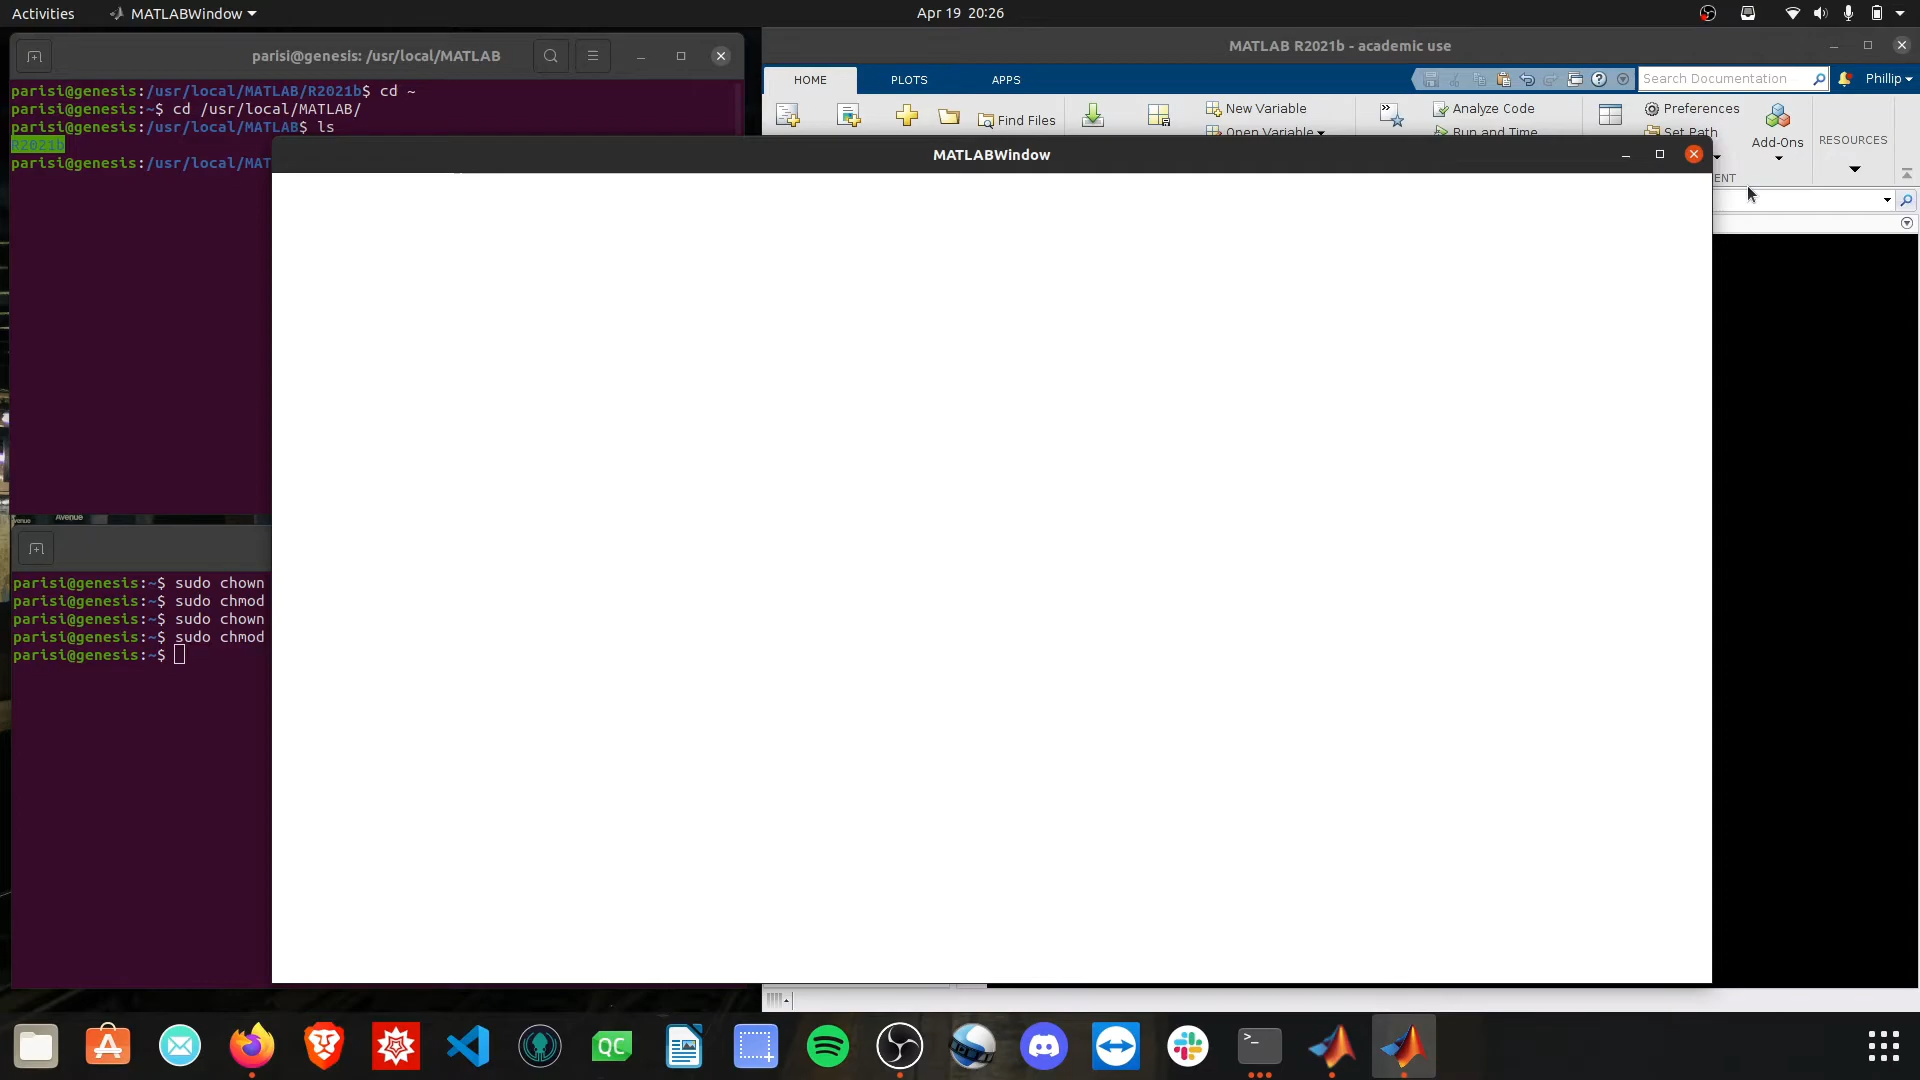 Activities
MATLABWindow
Apr 19 20:26
parisi@genesis: /usr/local/MATLAB
parisi@genesis:/usr/local/MATLAB/R2021b$ cd ~
parisi@genesis:~$ cd /usr/local/MATLAB/
parisi@genesis:/usr/local/MATLAB$ ls
R2021b
parisi@genesis:/usr/local/MAT
MATLAB R2021b - academic use
HOME
PLOTS
APPS
Search Documentation
Phillip
New Variable
Analyze Code
Preferences
Find Files
Open Variable
Run and Time
Set Path
Add-Ons
RESOURCES
ENT
MATLABWindow
Avenue
parisi@genesis:~$ sudo chown
parisi@genesis:~$ sudo chmod
parisi@genesis:~$ sudo chown
parisi@genesis:~$ sudo chmod
parisi@genesis:~$
QC
>_